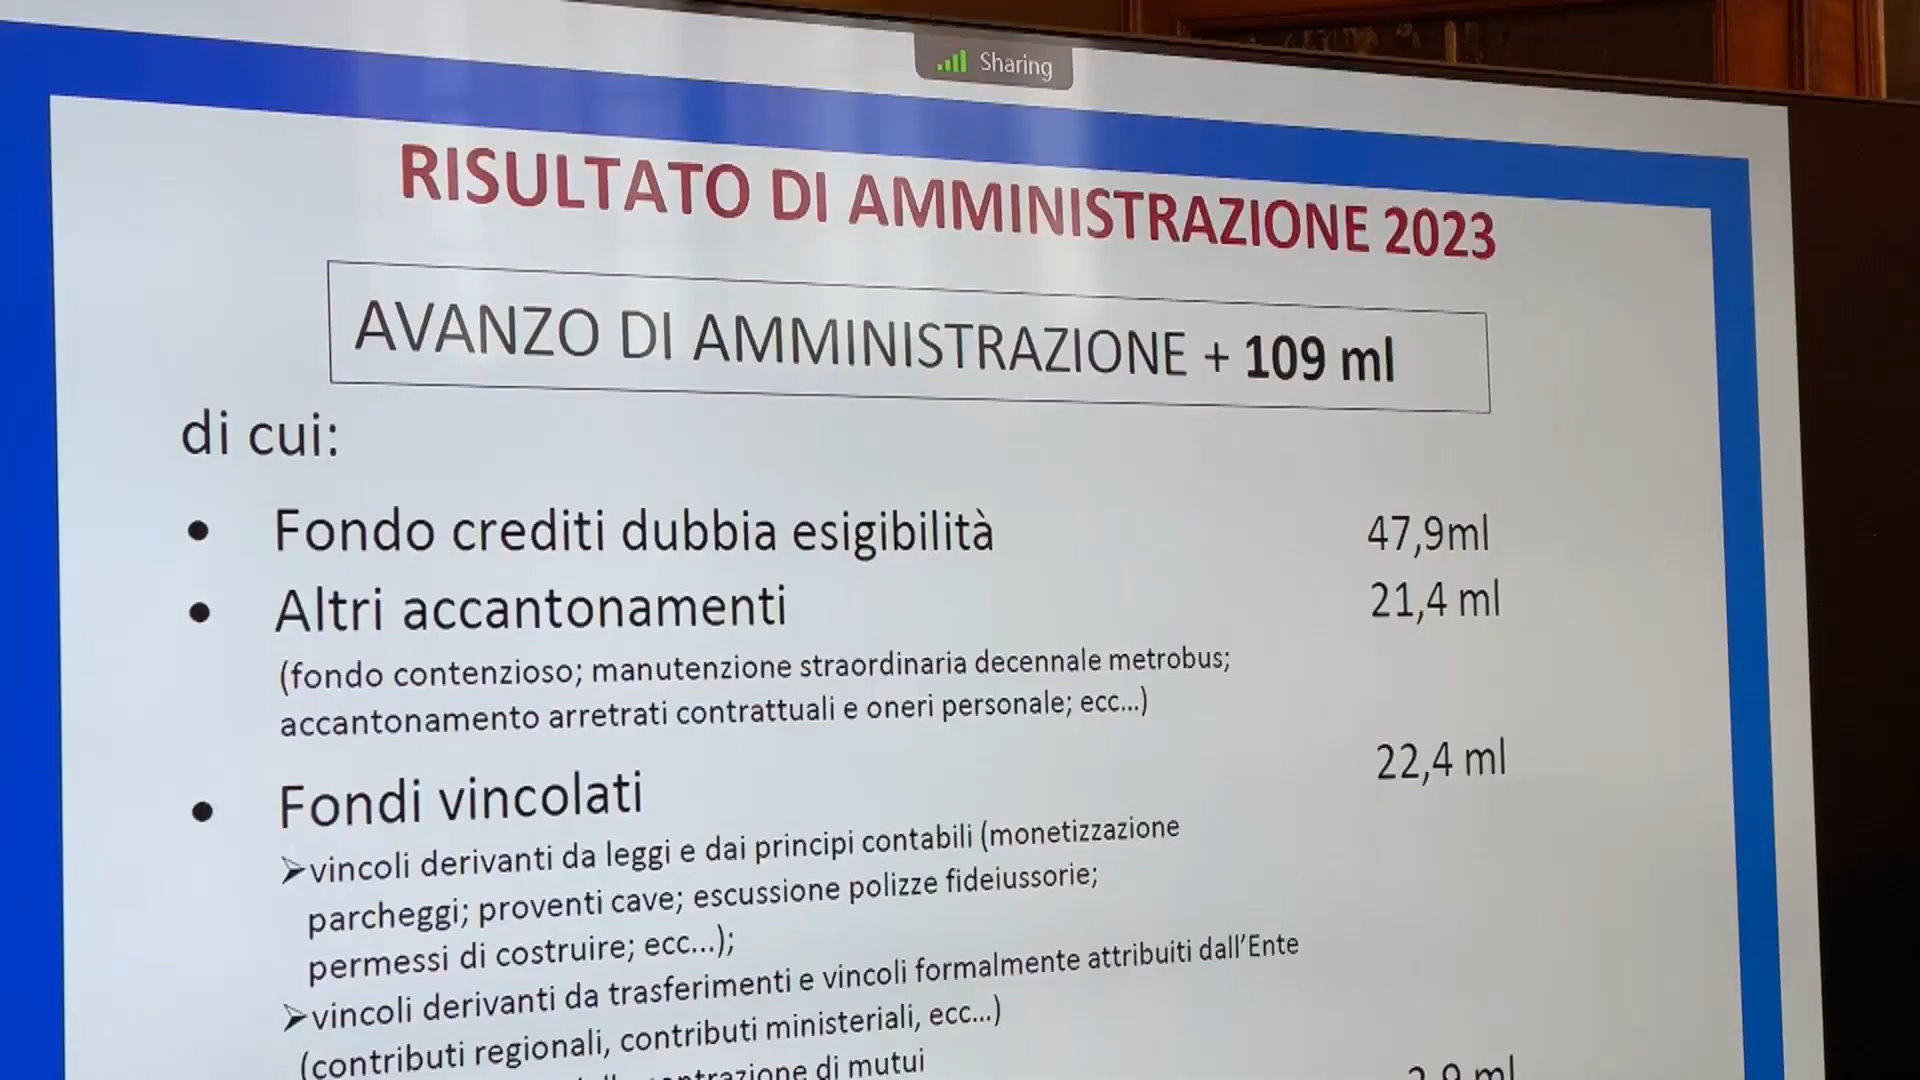 Sharing
RISULTATO DI AMMINISTRAZIONE 2023
AVANZO DI AMMINISTRAZIONE + 109 ml
di cui:
• Fondo crediti dubbia esigibilità 47,9ml
• Altri accantonamenti 21,4 ml
(fondo contenzioso; manutenzione straordinaria decennale metrobus;
accantonamento arretrati contrattuali e oneri personale; ecc...)
• Fondi vincolati 22,4 ml
➢vincoli derivanti da leggi e dai principi contabili (monetizzazione
parcheggi; proventi cave; escussione polizze fideiussorie;
permessi di costruire; ecc...);
➢vincoli derivanti da trasferimenti e vincoli formalmente attribuiti dall'Ente
(contributi regionali, contributi ministeriali, ecc...)
di mutui